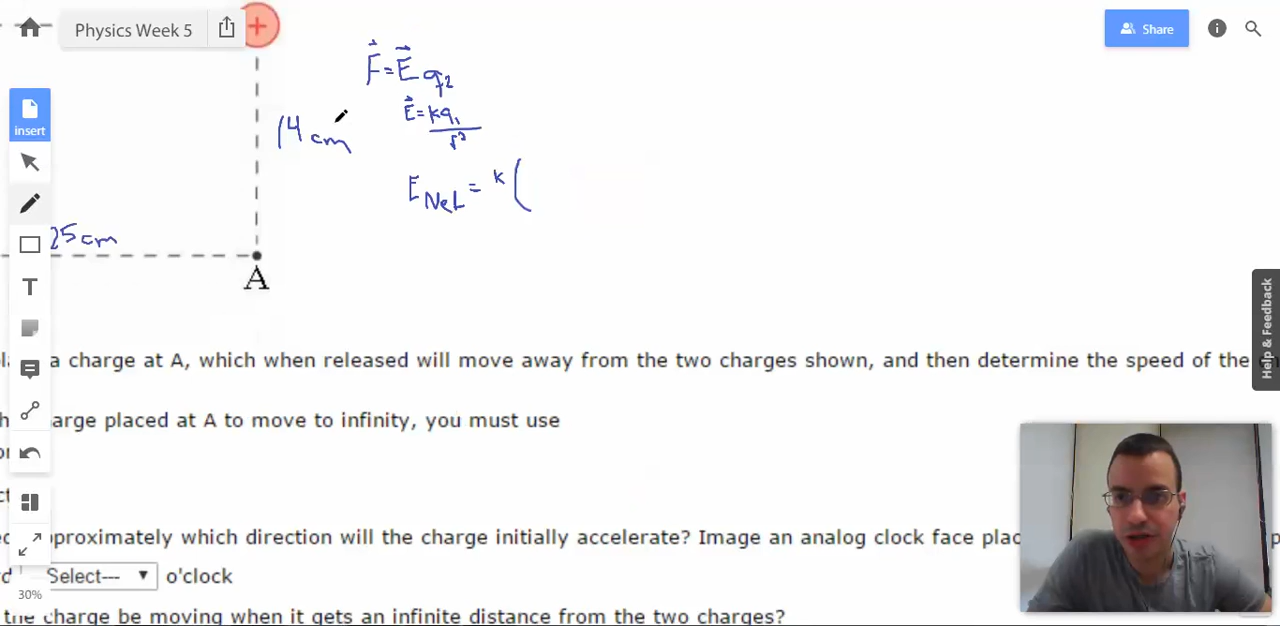 Physics Week 5
Share
+
F = E q2
E = kq1
r²
14 cm
E Net = k (
insert
25 cm
A
T
a charge at A, which when released will move away from the two charges shown, and then determine the speed of the
arge placed at A to move to infinity, you must use
pproximately which direction will the charge initially accelerate? Image an analog clock face plac
Select--- ▼ o'clock
30%
the charge be moving when it gets an infinite distance from the two charges?
Help & Feedback